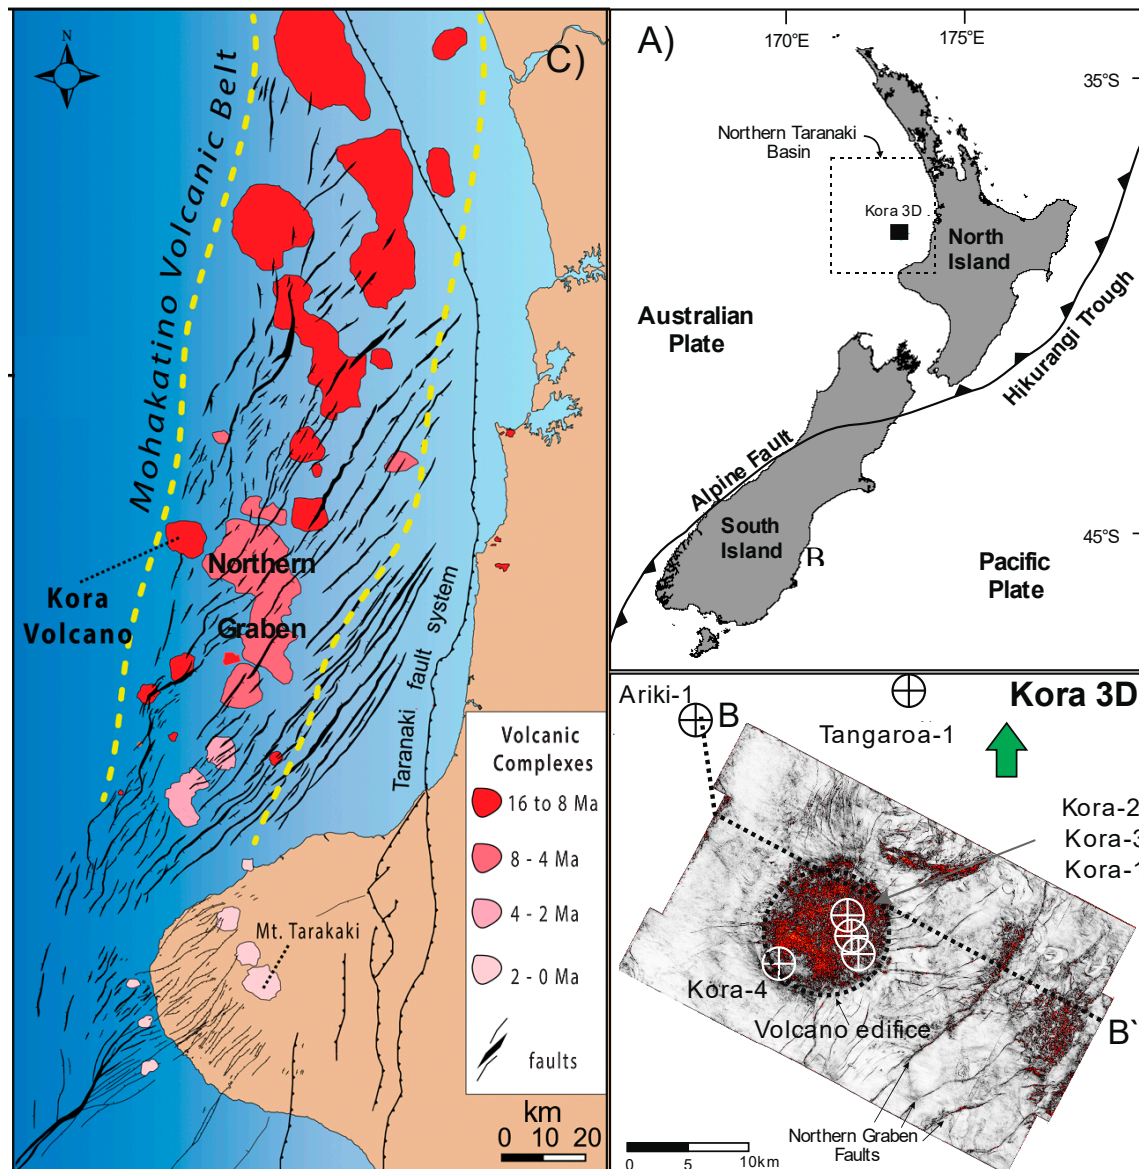 C)
N
Mohakatino Volcanic Belt
Kora
Volcano
Northern
Graben
Taranaki fault system
Mt. Tarakaki
Volcanic
Complexes
16 to 8 Ma
8 - 4 Ma
4 - 2 Ma
2 - 0 Ma
faults
km
0 10 20
A)
170°E
175°E
35°S
45°S
Northern Taranaki
Basin
Kora 3D
North
Island
Australian
Plate
Hikurangi Trough
Alpine Fault
South
Island
B
Pacific
Plate
Ariki-1
B
Kora 3D
Tangaroa-1
Kora-2
Kora-3
Kora-1
Kora-4
Volcano edifice
B`
Northern Graben
Faults
0 5 10km